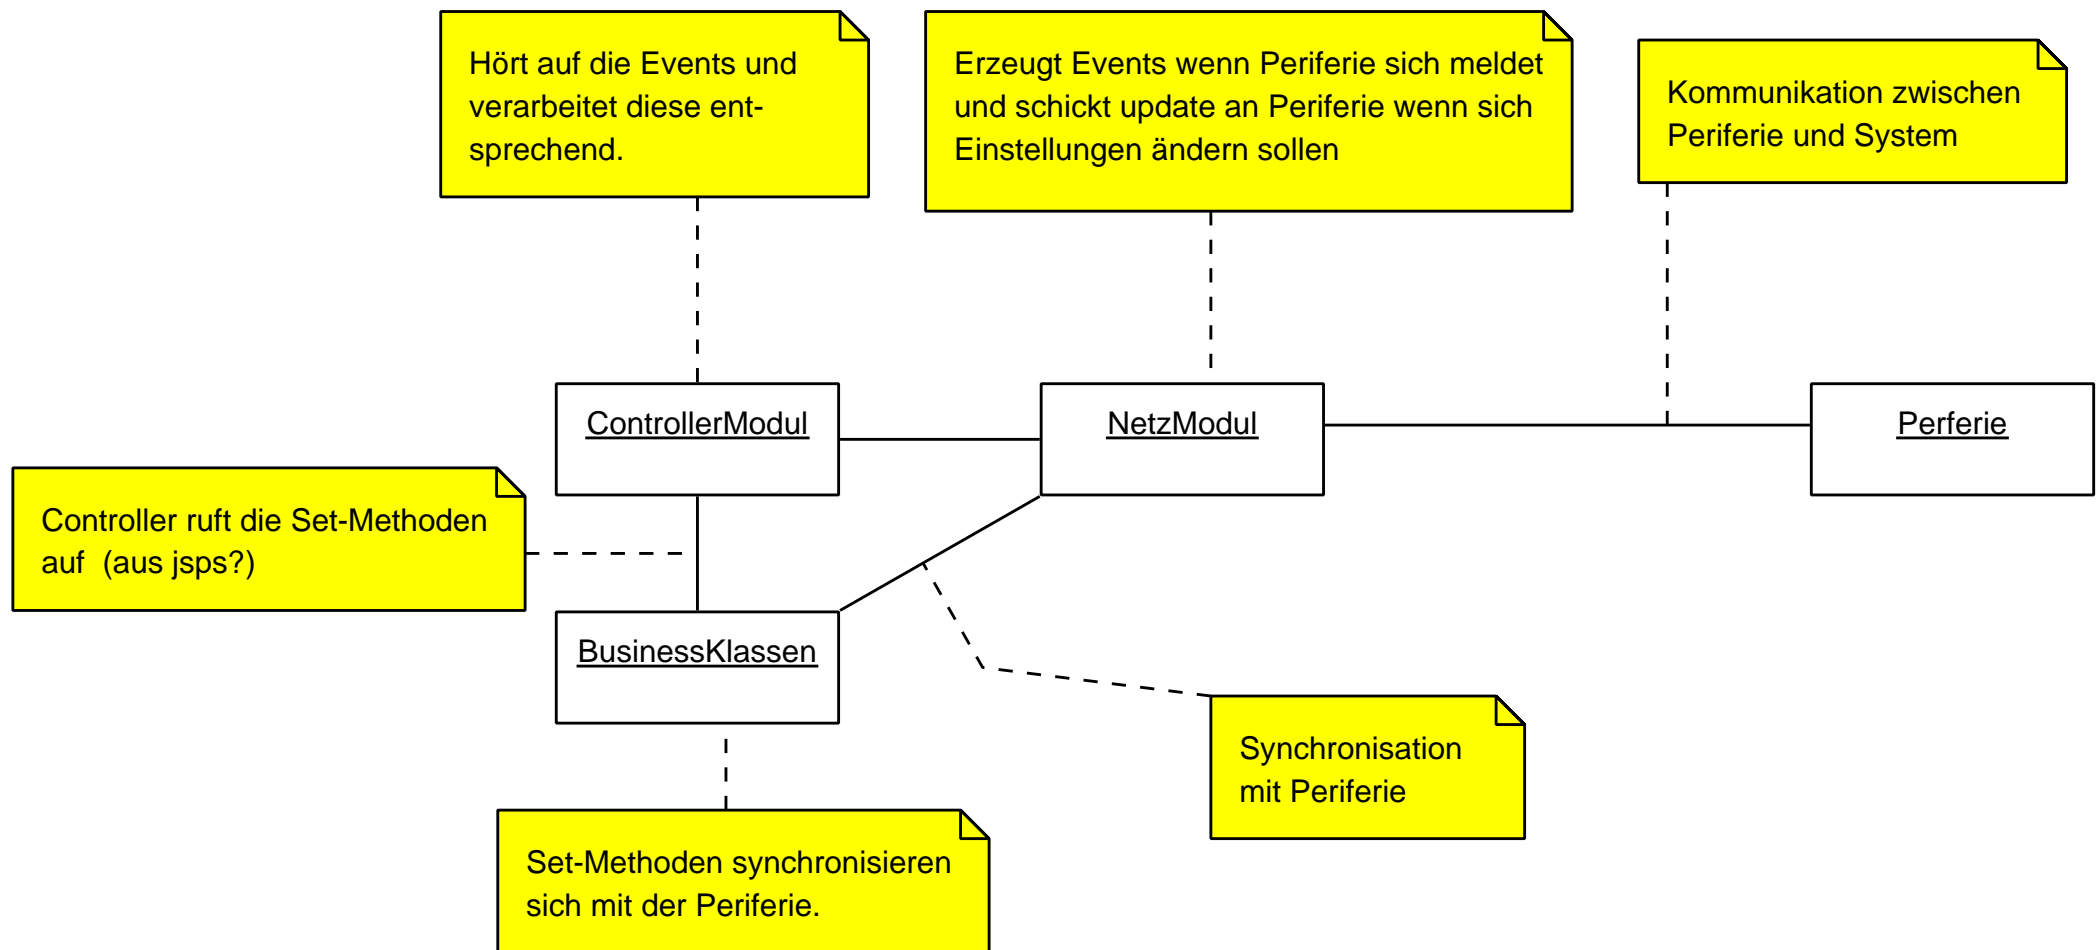 Hört auf die Events und
verarbeitet diese ent-
sprechend.
Erzeugt Events wenn Periferie sich meldet
und schickt update an Periferie wenn sich
Einstellungen ändern sollen
Kommunikation zwischen
Periferie und System
ControllerModul
NetzModul
Perferie
Controller ruft die Set-Methoden
auf  (aus jsps?)
BusinessKlassen
Synchronisation
mit Periferie
Set-Methoden synchronisieren
sich mit der Periferie.